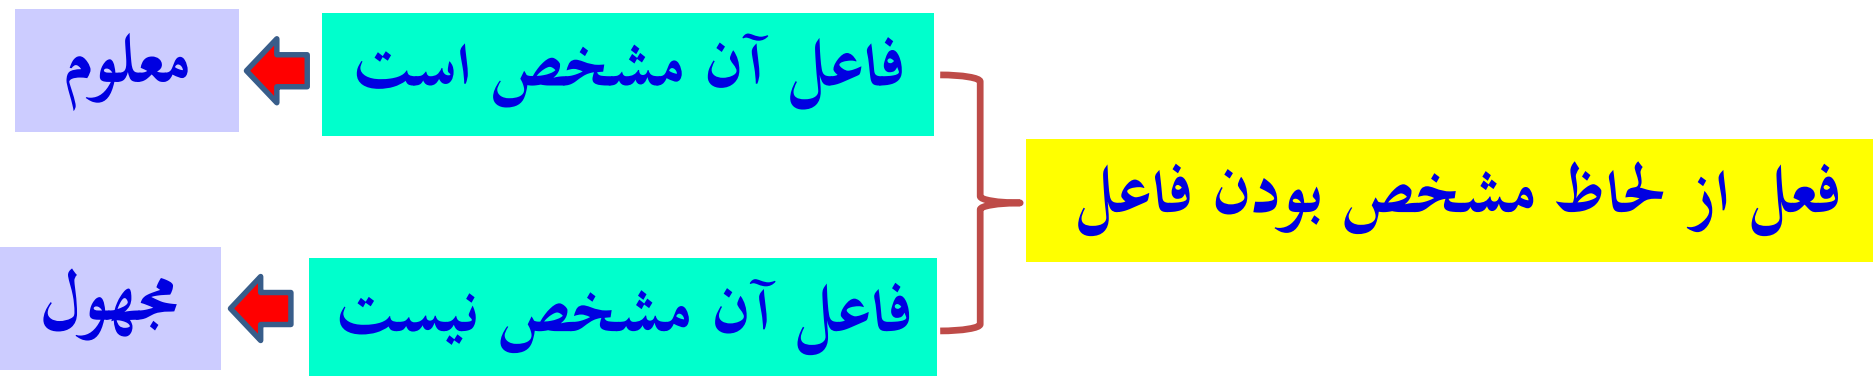 فعل از لحاظ مشخص بودن فاعل
فاعل آن مشخص است
معلوم
فاعل آن مشخص نیست
مجهول